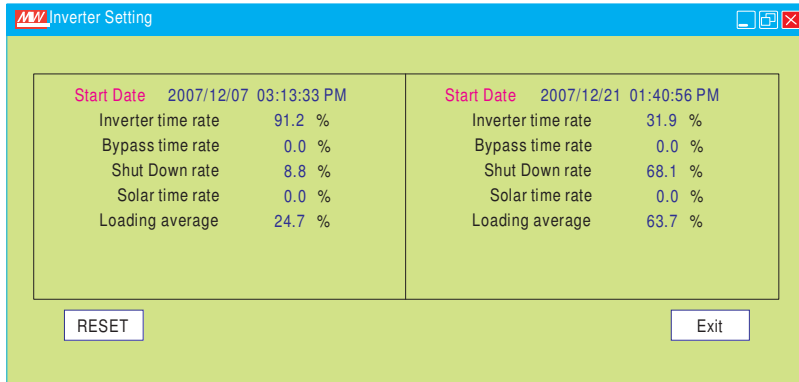 MW Inverter Setting
Start Date 2007/12/07 03:13:33 PM
Inverter time rate 91.2 %
Bypass time rate 0.0 %
Shut Down rate 8.8 %
Solar time rate 0.0 %
Loading average 24.7 %
Start Date 2007/12/21 01:40:56 PM
Inverter time rate 31.9 %
Bypass time rate 0.0 %
Shut Down rate 68.1 %
Solar time rate 0.0 %
Loading average 63.7 %
RESET
Exit